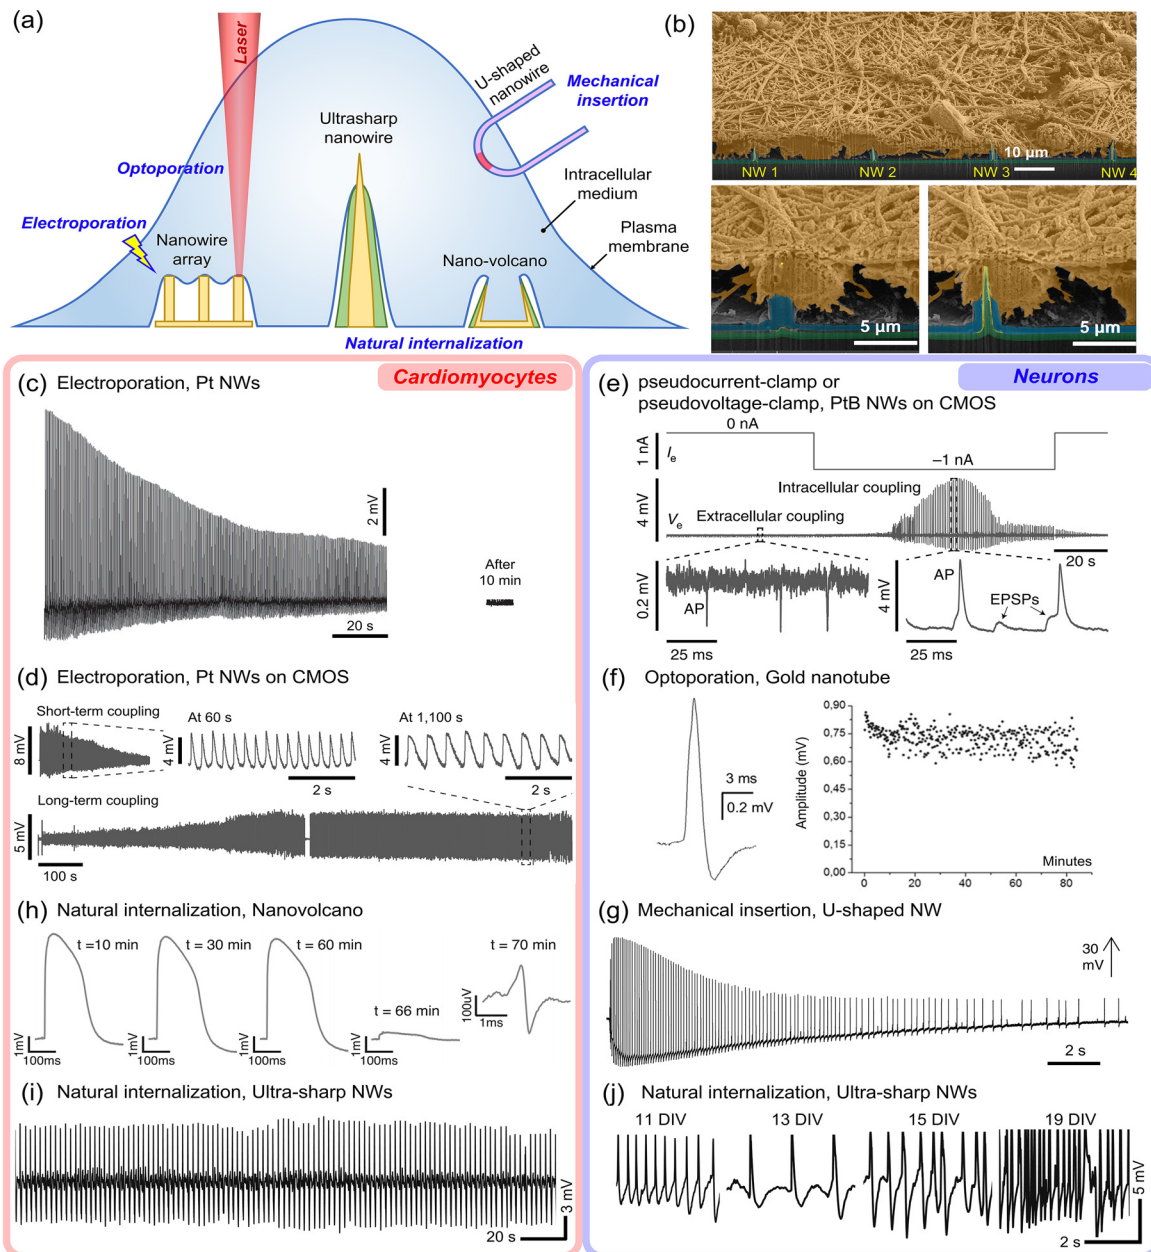 (a)
Laser
U-shaped
nanowire
Mechanical
insertion
Ultrasharp
nanowire
Optoporation
Intracellular
medium
Electroporation
Nanowire
array
Plasma
membrane
Nano-volcano
Natural internalization
(b)
10 µm
NW 1
NW 2
NW 3
NW 4
5 µm
5 µm
Cardiomyocytes
(c) Electroporation, Pt NWs
2 mV
After
10 min
20 s
(d) Electroporation, Pt NWs on CMOS
Short-term coupling
8 mV
At 60 s
4 mV
2 s
At 1,100 s
4 mV
2 s
Long-term coupling
5 mV
100 s
(h) Natural internalization, Nanovolcano
t =10 min
t = 30 min
t = 60 min
t = 66 min
t = 70 min
1mV
100ms
1mV
100ms
1mV
100ms
1mV
100ms
100uV
1ms
(i) Natural internalization, Ultra-sharp NWs
3 mV
20 s
Neurons
(e) pseudocurrent-clamp or
pseudovoltage-clamp, PtB NWs on CMOS
0 nA
1 nA
Ie
−1 nA
Intracellular coupling
4 mV
Ve
Extracellular coupling
20 s
0.2 mV
AP
25 ms
4 mV
AP
EPSPs
25 ms
(f) Optoporation, Gold nanotube
3 ms
0.2 mV
Amplitude (mV)
0,90
0,75
0,60
0,45
0,30
0,15
0,00
0 20 40 60 80
Minutes
(g) Mechanical insertion, U-shaped NW
30
mV
2 s
(j) Natural internalization, Ultra-sharp NWs
11 DIV
13 DIV
15 DIV
19 DIV
5 mV
2 s